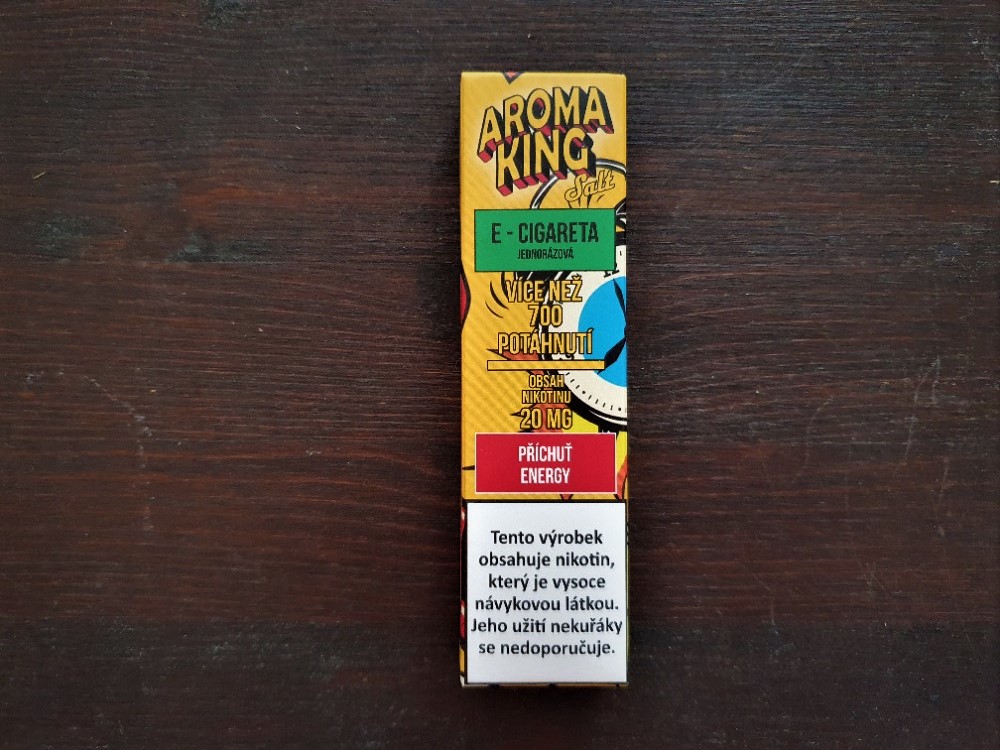 AROMA
KING
Salt
E - CIGARETA
JEDNORÁZOVÁ
VÍCE NEŽ
700
POTÁHNUTÍ
OBSAH
NIKOTINU
20 MG
PŘÍCHUŤ
ENERGY
Tento výrobek
obsahuje nikotin,
který je vysoce
návykovou látkou.
Jeho užití nekuřáky
se nedoporučuje.